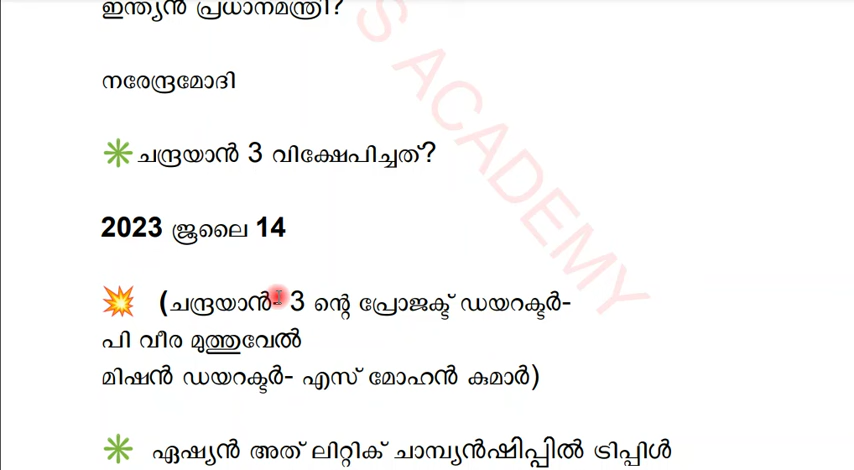 ഇന്ത്യൻ പ്രധാനമന്ത്രി?
നരേന്ദ്രമോദി
✳️ ചന്ദ്രയാൻ 3 വിക്ഷേപിച്ചത്?
2023 ജൂലൈ 14
💥 (ചന്ദ്രയാൻ- 3 ന്റെ പ്രോജക്ട് ഡയറക്ടർ-
പി വീര മുത്തുവേൽ
മിഷൻ ഡയറക്ടർ- എസ് മോഹൻ കുമാർ)
✳️ ഏഷ്യൻ അത് ലിറ്റിക് ചാമ്പ്യൻഷിപ്പിൽ ട്രിപ്പിൾ
S ACADEMY